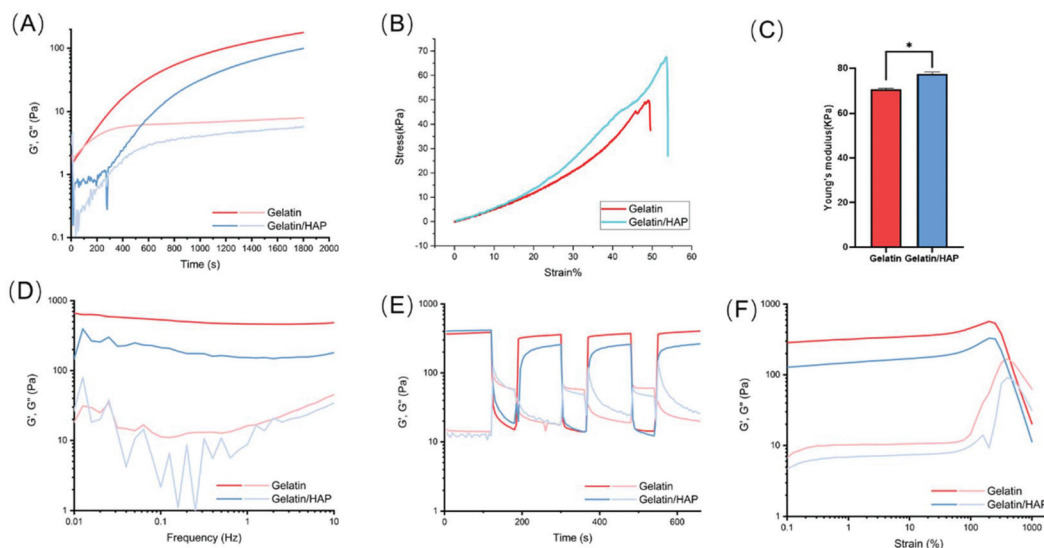 (A)
G', G'' (Pa)
100
10
1
0.1
0 200 400 600 800 1000 1200 1400 1600 1800 2000
Time (s)
Gelatin
Gelatin/HAP
(B)
Stress(kPa)
70
60
50
40
30
20
10
0
-10
0 10 20 30 40 50 60
Strain%
Gelatin
Gelatin/HAP
(C)
*
Young's modulius(KPa)
80
60
40
20
0
Gelatin Gelatin/HAP
(D)
G', G'' (Pa)
1000
100
10
1
0.01 0.1 1 10
Frequency (Hz)
Gelatin
Gelatin/HAP
(E)
G', G'' (Pa)
1000
100
10
1
0 200 400 600
Time (s)
Gelatin
Gelatin/HAP
(F)
G', G'' (Pa)
1000
100
10
1
0.1 1 10 100 1000
Strain (%)
Gelatin
Gelatin/HAP